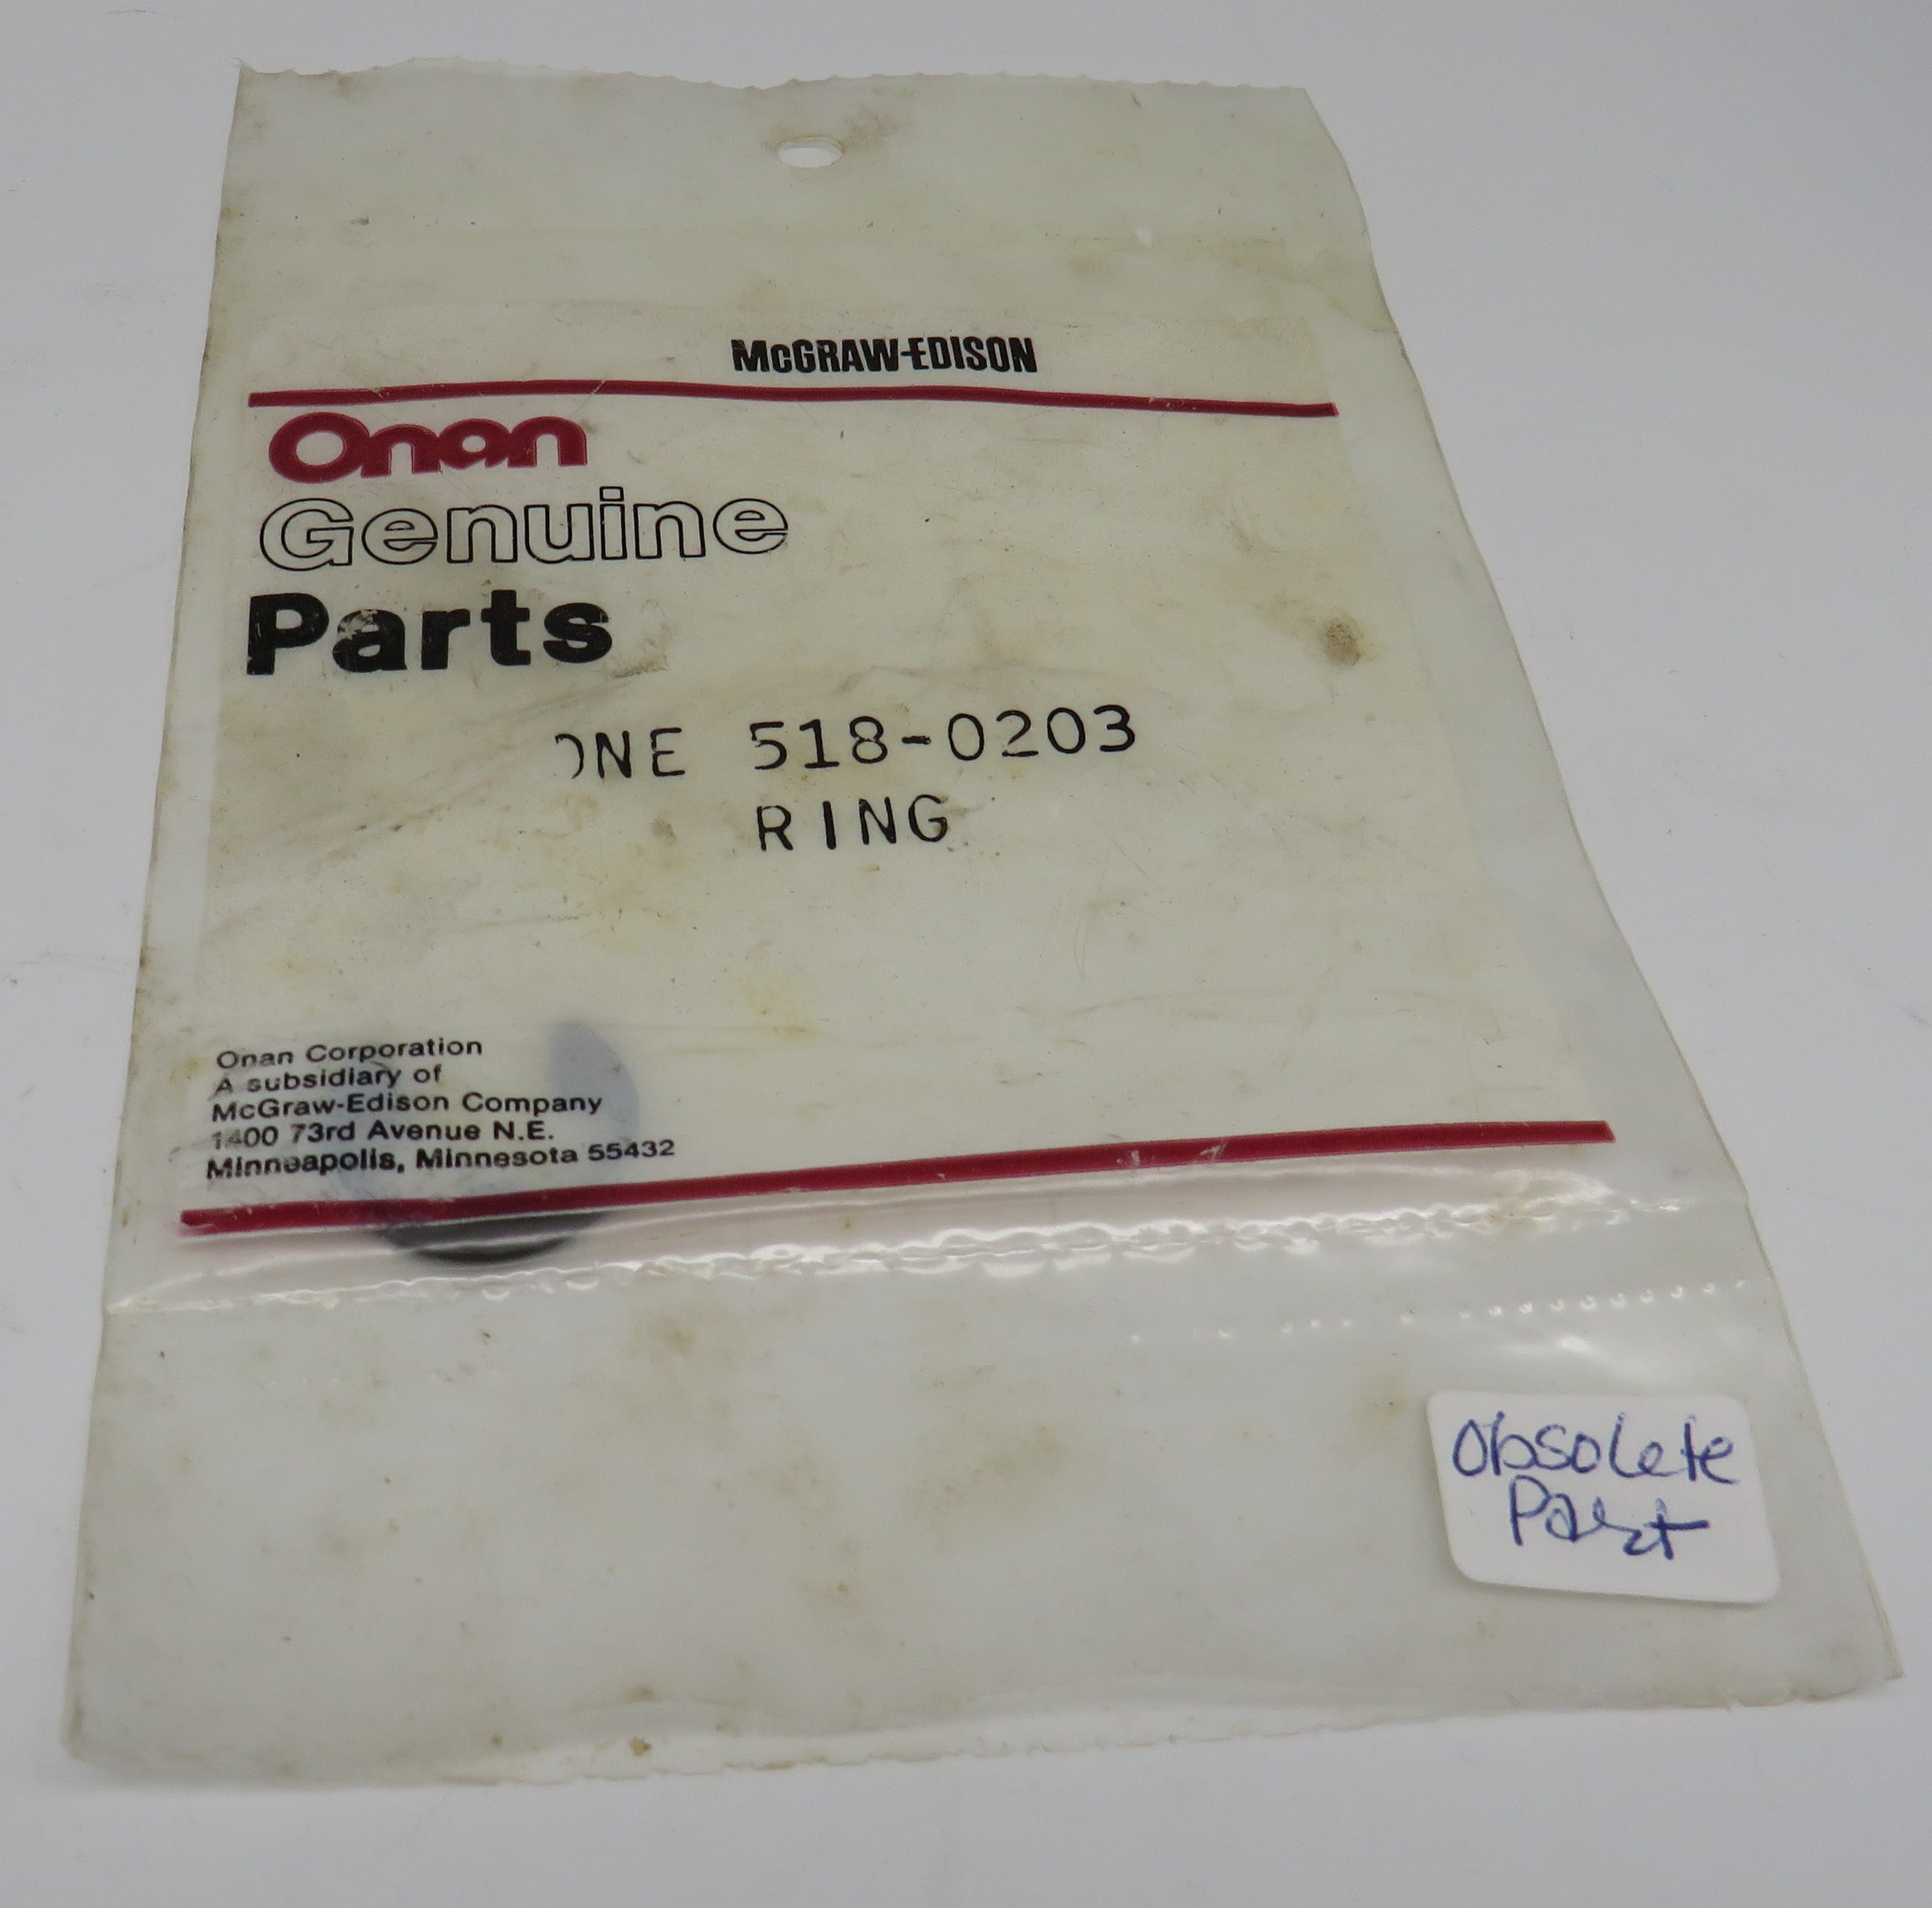 McGRAW-EDISON
Onan
Genuine
Parts
ONE 518-0203
RING
Onan Corporation
A subsidiary of
McGraw-Edison Company
1400 73rd Avenue N.E.
Minneapolis, Minnesota 55432
Obsolete
Part